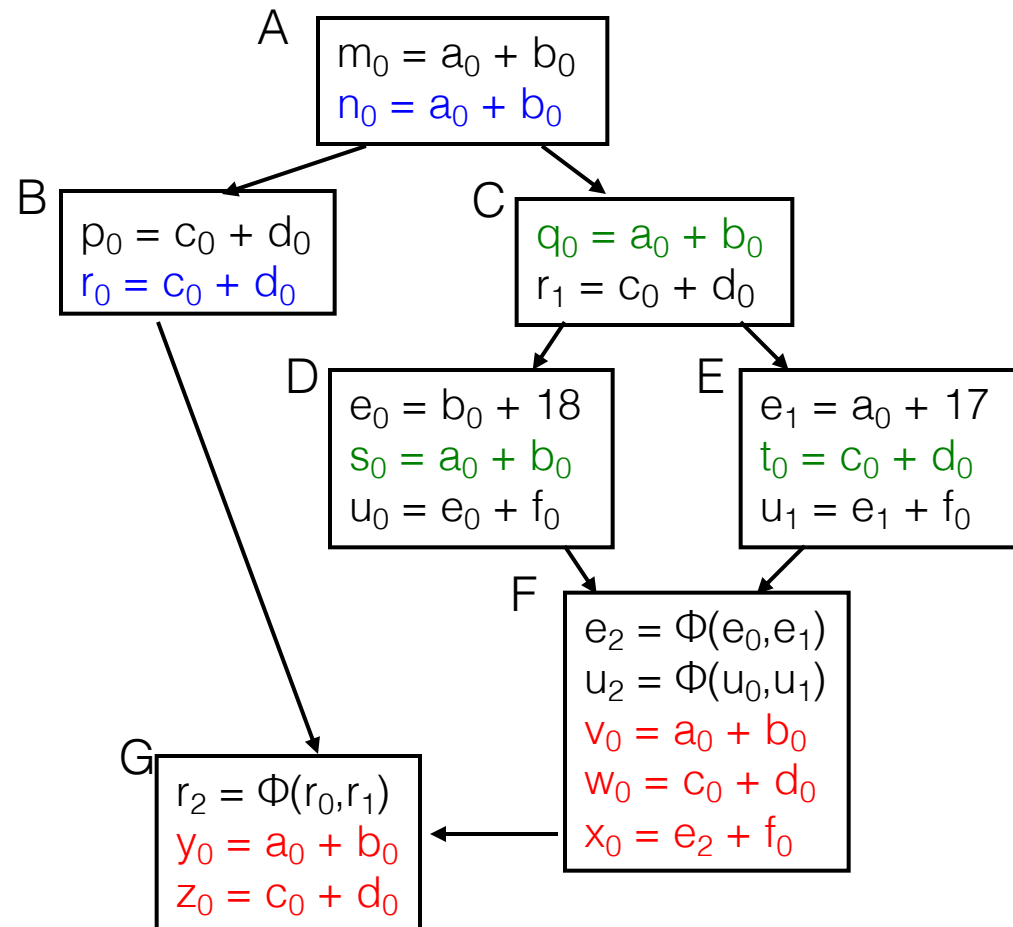 A
m₀ = a₀ + b₀
n₀ = a₀ + b₀
B
p₀ = c₀ + d₀
r₀ = c₀ + d₀
C
q₀ = a₀ + b₀
r₁ = c₀ + d₀
D
e₀ = b₀ + 18
s₀ = a₀ + b₀
u₀ = e₀ + f₀
E
e₁ = a₀ + 17
t₀ = c₀ + d₀
u₁ = e₁ + f₀
F
e₂ = Φ(e₀,e₁)
u₂ = Φ(u₀,u₁)
v₀ = a₀ + b₀
w₀ = c₀ + d₀
x₀ = e₂ + f₀
G
r₂ = Φ(r₀,r₁)
y₀ = a₀ + b₀
z₀ = c₀ + d₀